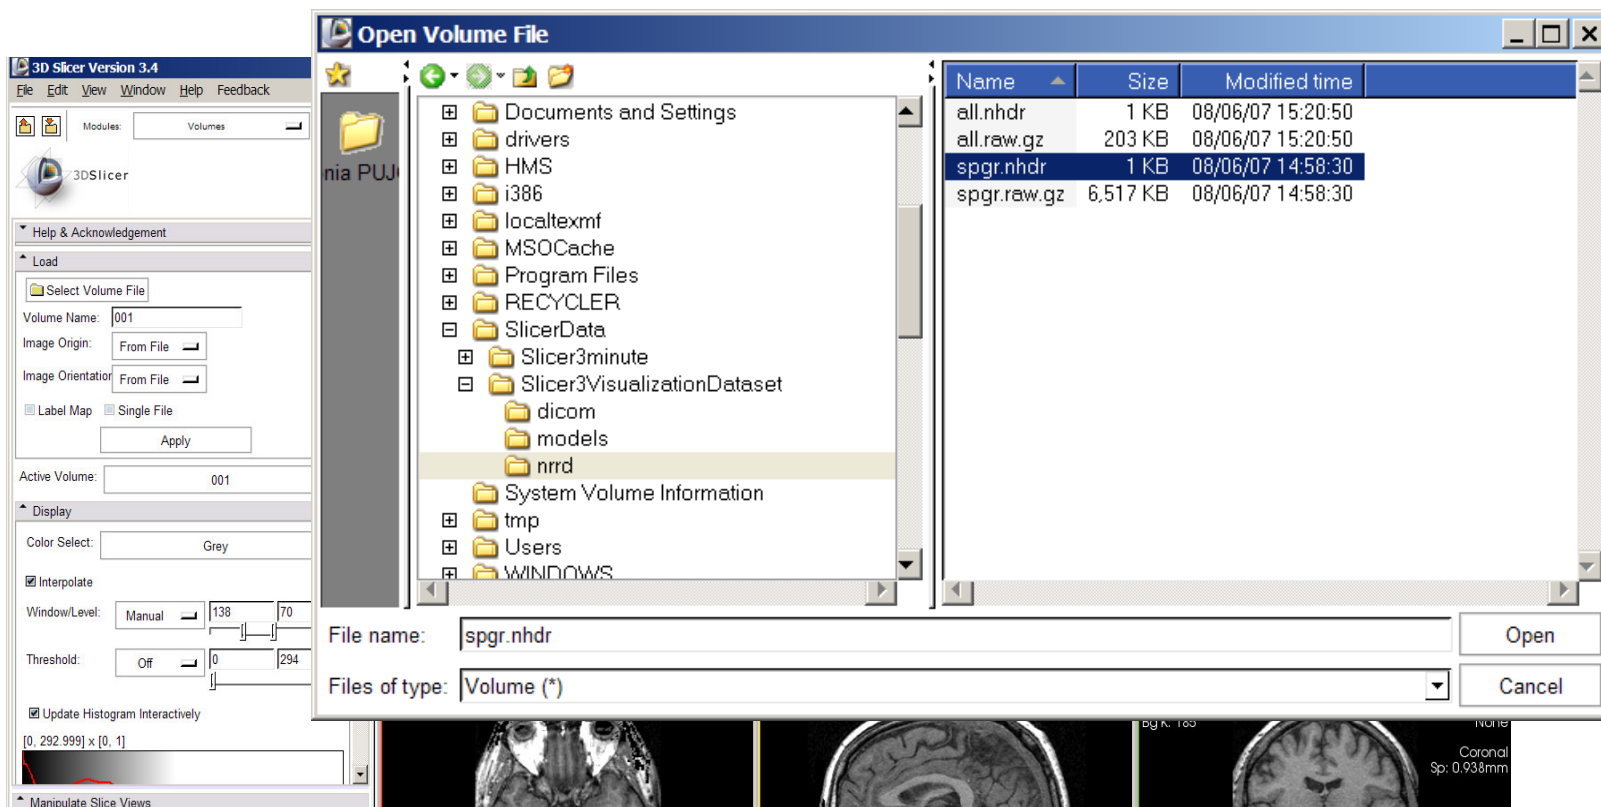 Open Volume File
3D Slicer Version 3.4
File Edit View Window Help Feedback
Modules: Volumes
3DSlicer
Help & Acknowledgement
Load
Select Volume File
Volume Name: 001
Image Origin: From File
Image Orientation From File
Label Map Single File
Apply
Active Volume: 001
Display
Color Select: Grey
Interpolate
Window/Level: Manual 138 70
Threshold: Off 0 294
Update Histogram Interactively
[0, 292.999] x [0, 1]
Manipulate Slice Views
nia PUJ
Documents and Settings
drivers
HMS
i386
localtexmf
MSOCache
Program Files
RECYCLER
SlicerData
Slicer3minute
Slicer3VisualizationDataset
dicom
models
nrrd
System Volume Information
tmp
Users
WINDOWS
Name Size Modified time
all.nhdr 1 KB 08/06/07 15:20:50
all.raw.gz 203 KB 08/06/07 15:20:50
spgr.nhdr 1 KB 08/06/07 14:58:30
spgr.raw.gz 6,517 KB 08/06/07 14:58:30
File name: spgr.nhdr Open
Files of type: Volume (*) Cancel
Bg K: 185
None
Coronal
Sp: 0.938mm